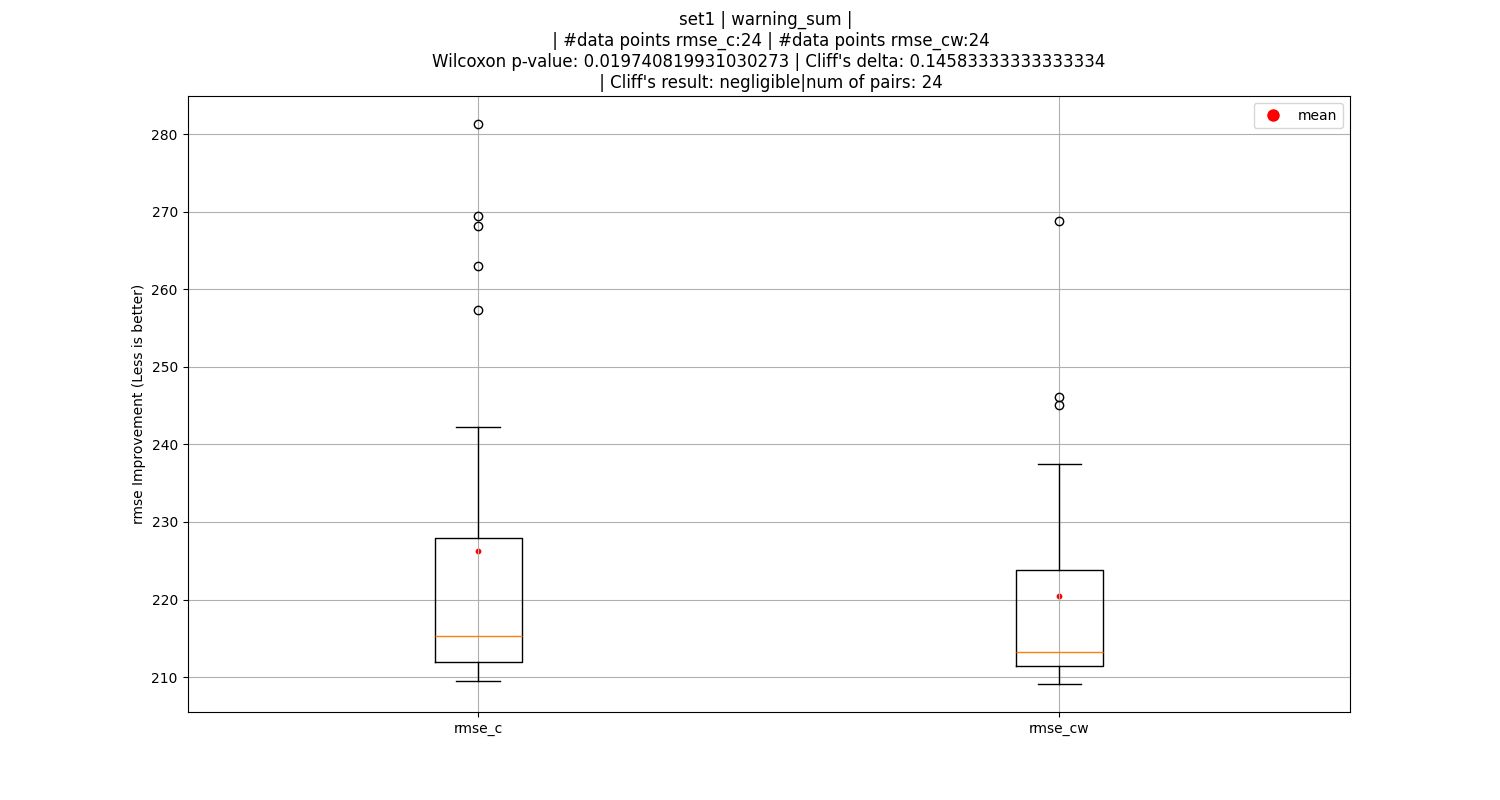 set1 | warning_sum |
| #data points rmse_c:24 | #data points rmse_cw:24
Wilcoxon p-value: 0.019740819931030273 | Cliff's delta: 0.14583333333333334
| Cliff's result: negligible|num of pairs: 24
mean
rmse Improvement (Less is better)
280
270
260
250
240
230
220
210
rmse_c
rmse_cw